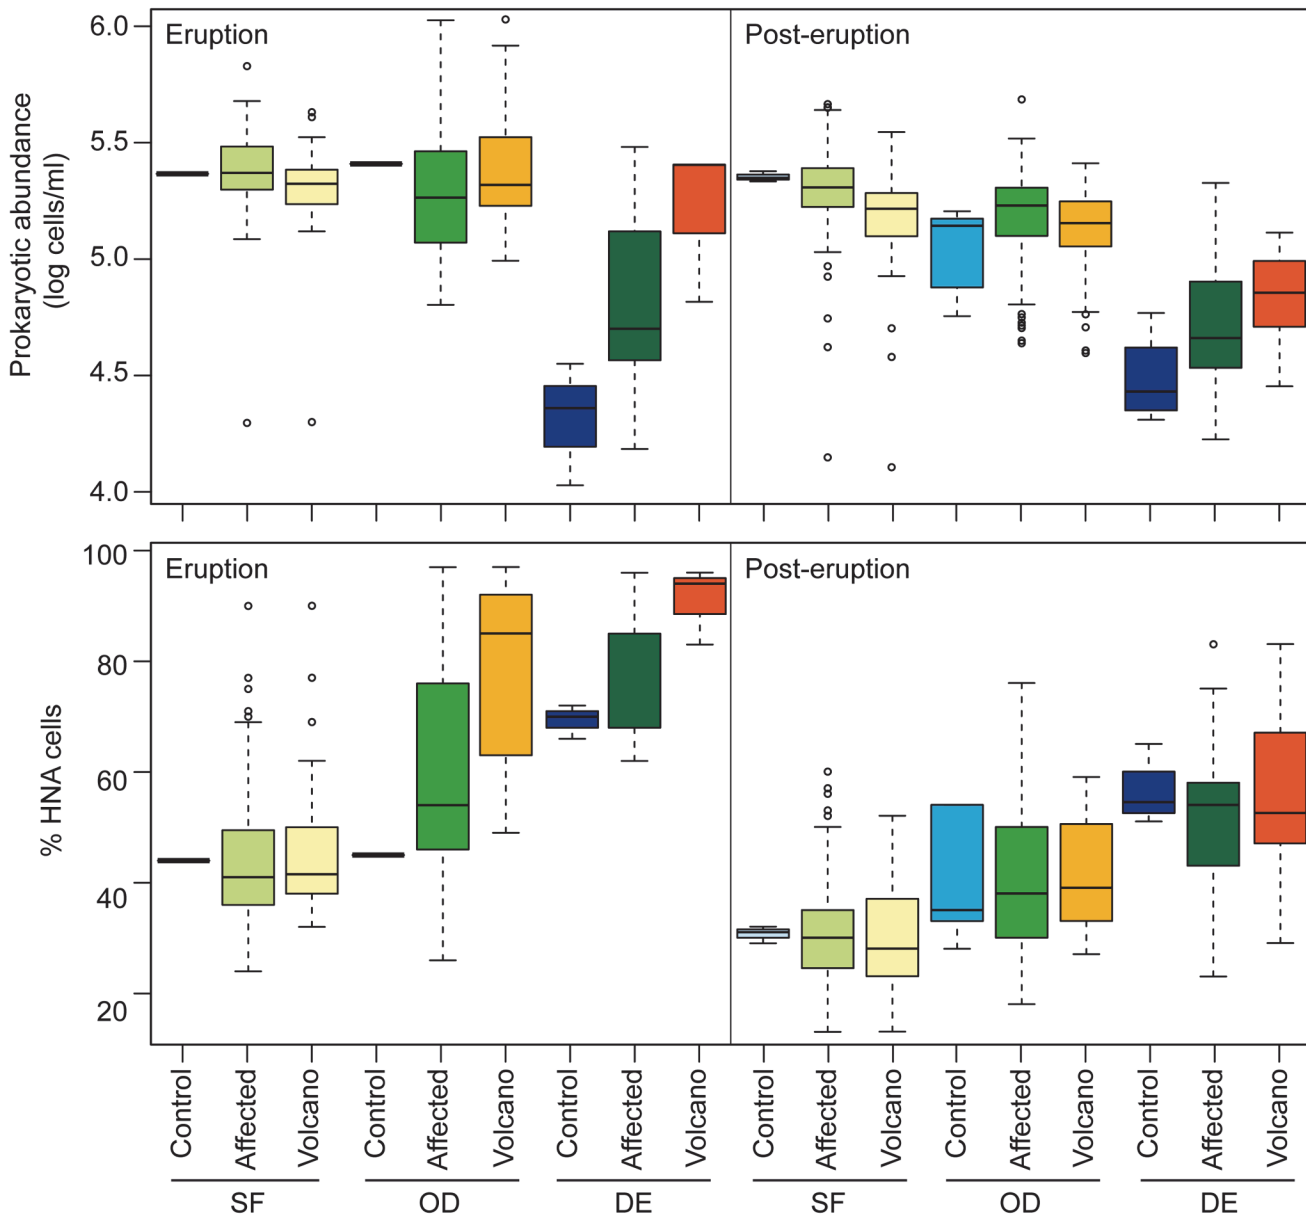 Eruption
Post-eruption
Prokaryotic abundance
(log cells/ml)
6.0
5.5
5.0
4.5
4.0
Eruption
Post-eruption
% HNA cells
100
80
60
40
20
Control
Affected
Volcano
Control
Affected
Volcano
Control
Affected
Volcano
Control
Affected
Volcano
Control
Affected
Volcano
Control
Affected
Volcano
SF
OD
DE
SF
OD
DE